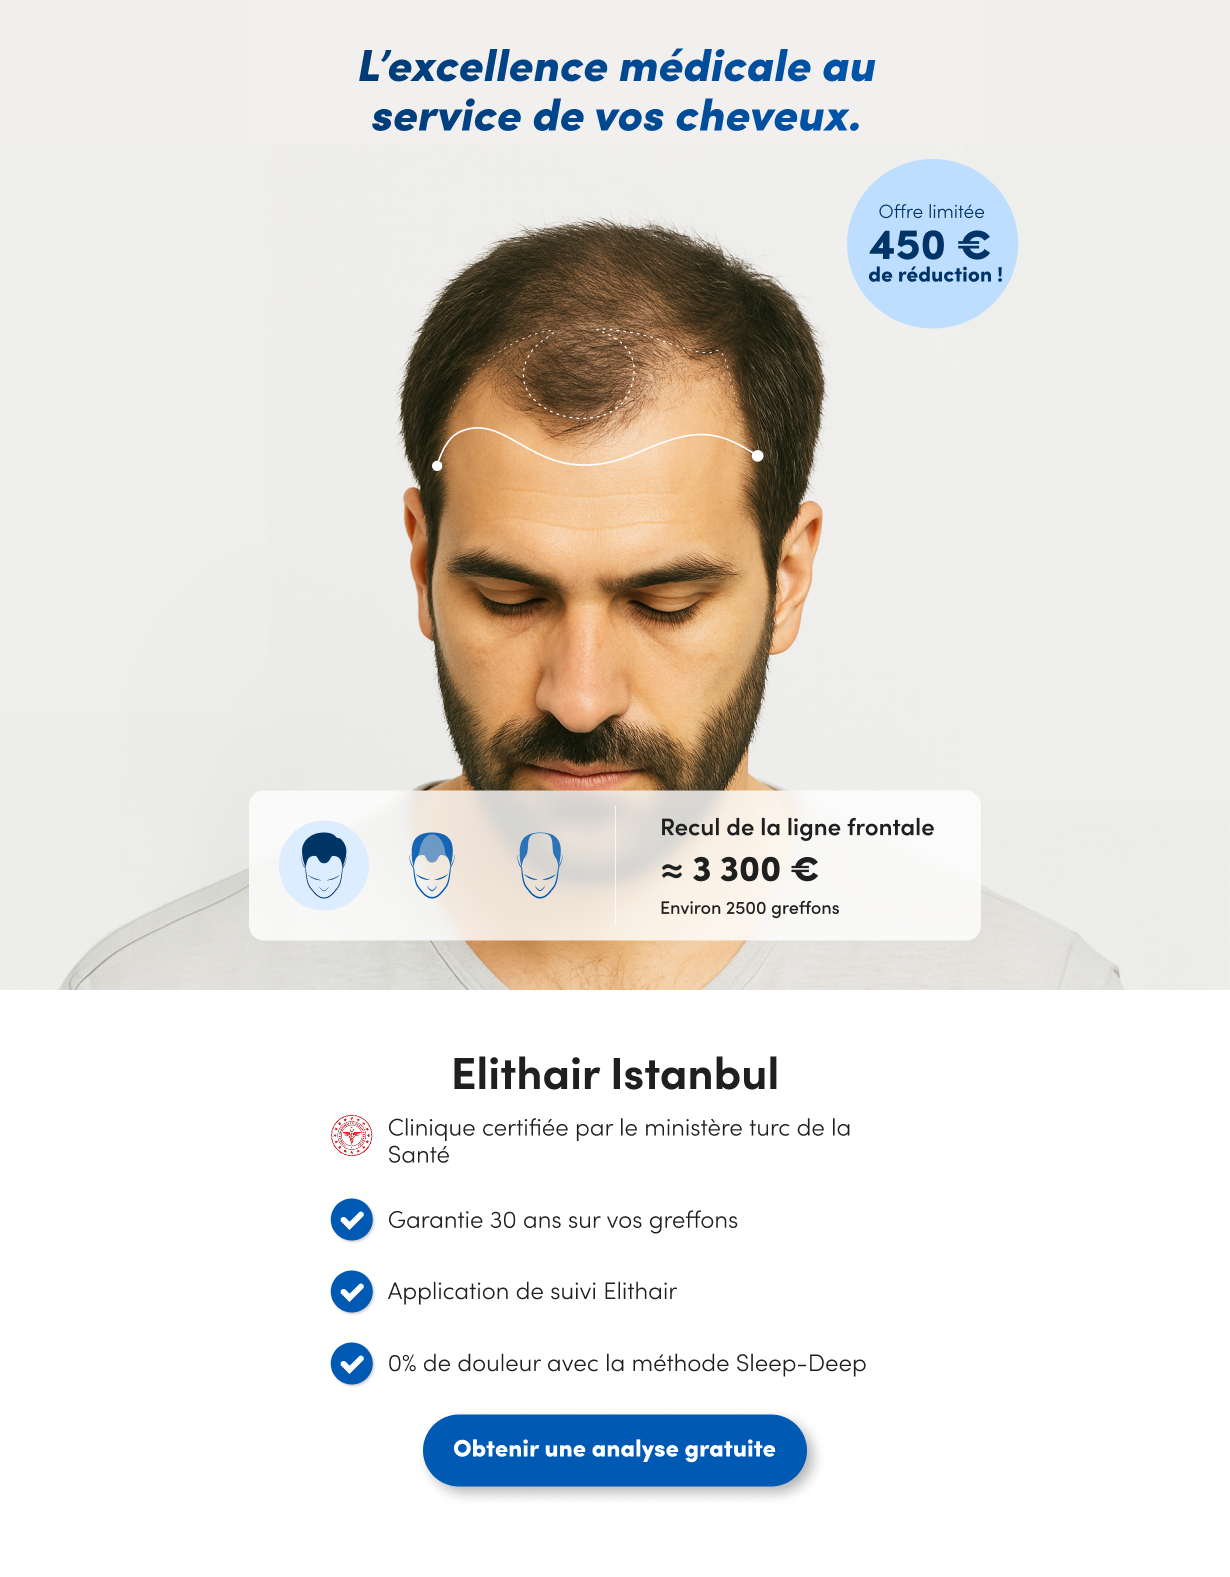 L’excellence médicale au
service de vos cheveux.
Offre limitée
450 €
de réduction !
Recul de la ligne frontale
≈ 3 300 €
Environ 2500 greffons
Elithair Istanbul
Clinique certifiée par le ministère turc de la
Santé
Garantie 30 ans sur vos greffons
Application de suivi Elithair
0% de douleur avec la méthode Sleep-Deep
Obtenir une analyse gratuite